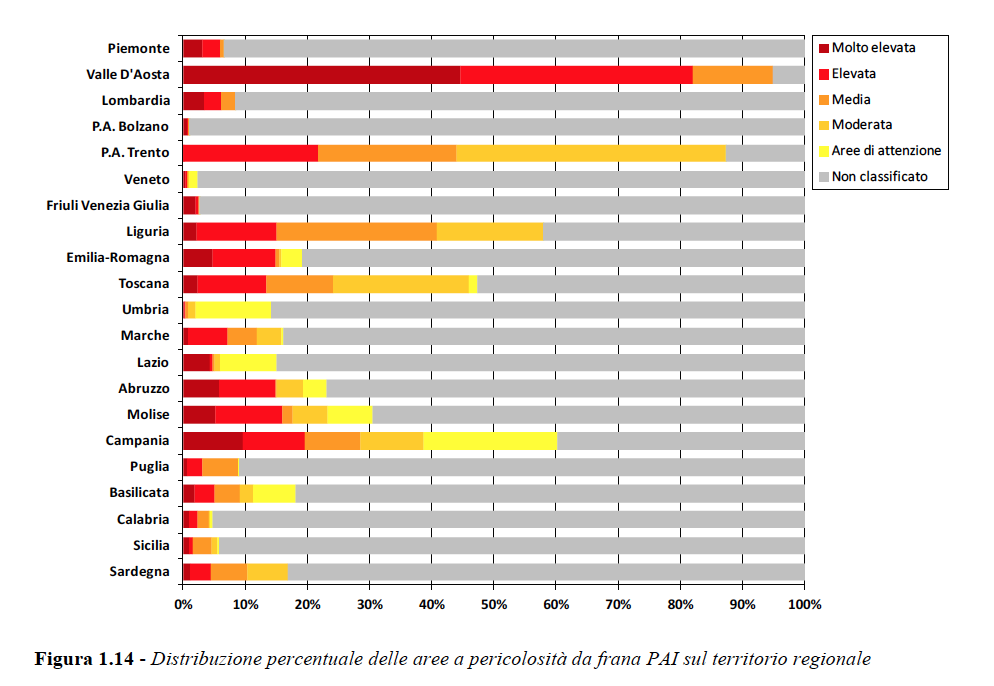 Piemonte
Valle D'Aosta
Lombardia
P.A. Bolzano
P.A. Trento
Veneto
Friuli Venezia Giulia
Liguria
Emilia-Romagna
Toscana
Umbria
Marche
Lazio
Abruzzo
Molise
Campania
Puglia
Basilicata
Calabria
Sicilia
Sardegna
0% 10% 20% 30% 40% 50% 60% 70% 80% 90% 100%
Molto elevata
Elevata
Media
Moderata
Aree di attenzione
Non classificato
Figura 1.14 - Distribuzione percentuale delle aree a pericolosità da frana PAI sul territorio regionale